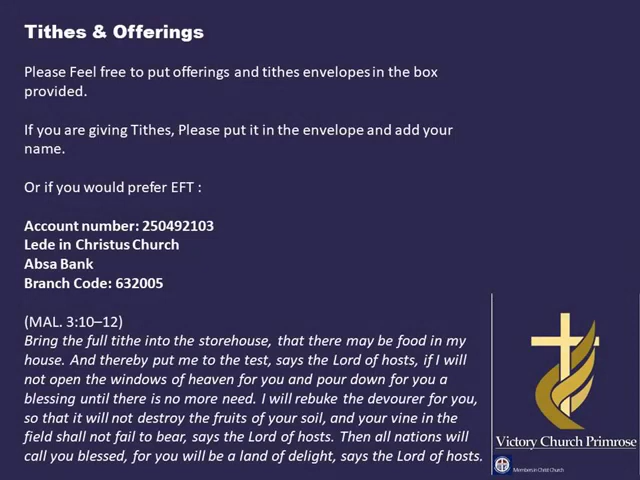 Tithes & Offerings
Please Feel free to put offerings and tithes envelopes in the box
provided.
If you are giving Tithes, Please put it in the envelope and add your
name.
Or if you would prefer EFT :
Account number: 250492103
Lede in Christus Church
Absa Bank
Branch Code: 632005
(MAL. 3:10–12)
Bring the full tithe into the storehouse, that there may be food in my
house. And thereby put me to the test, says the Lord of hosts, if I will
not open the windows of heaven for you and pour down for you a
blessing until there is no more need. I will rebuke the devourer for you,
so that it will not destroy the fruits of your soil, and your vine in the
field shall not fail to bear, says the Lord of hosts. Then all nations will
call you blessed, for you will be a land of delight, says the Lord of hosts.
Victory Church Primrose
Members in Christ Church